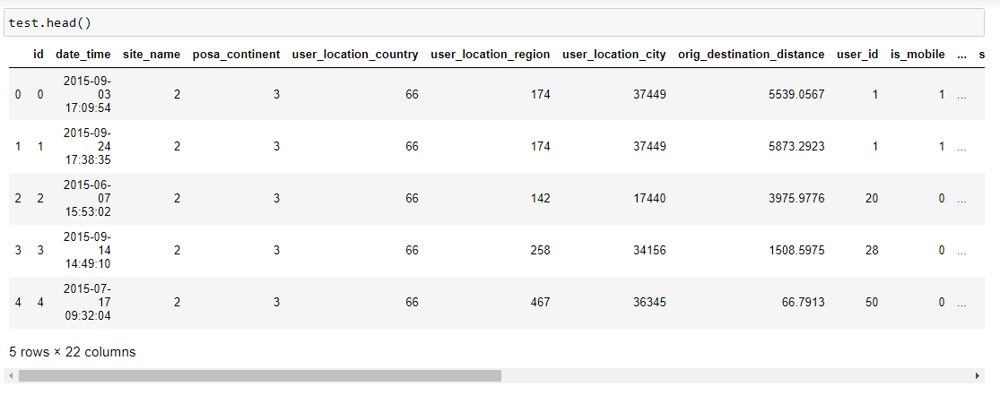 test.head()
id date_time site_name posa_continent user_location_country user_location_region user_location_city orig_destination_distance user_id is_mobile ... s
0 0 2015-09-03 17:09:54 2 3 66 174 37449 5539.0567 1 1 ...
1 1 2015-09-24 17:38:35 2 3 66 174 37449 5873.2923 1 1 ...
2 2 2015-06-07 15:53:02 2 3 66 142 17440 3975.9776 20 0 ...
3 3 2015-09-14 14:49:10 2 3 66 258 34156 1508.5975 28 0 ...
4 4 2015-07-17 09:32:04 2 3 66 467 36345 66.7913 50 0 ...
5 rows × 22 columns